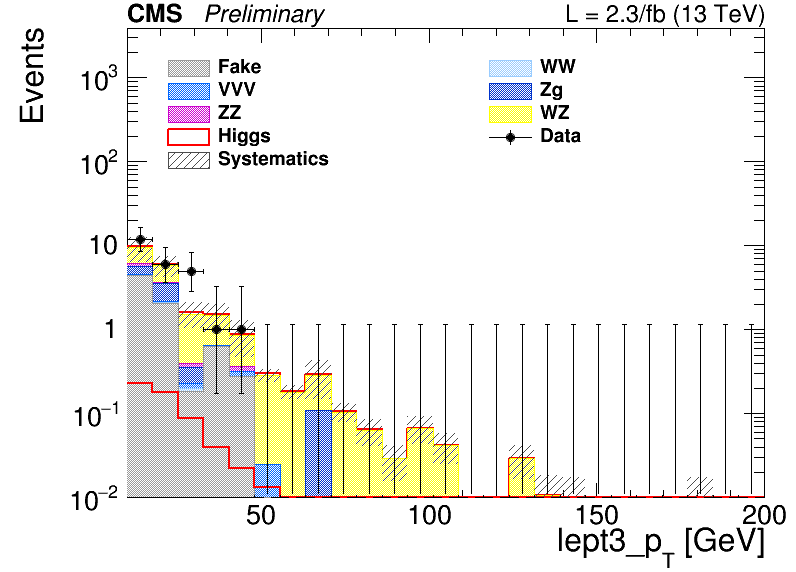 CMS Preliminary L = 2.3/fb (13 TeV)
Events
10³
10²
10
1
10⁻¹
10⁻²
Fake
VVV
ZZ
Higgs
Systematics
WW
Zg
WZ
Data
50 100 150 200
lept3_p_T [GeV]